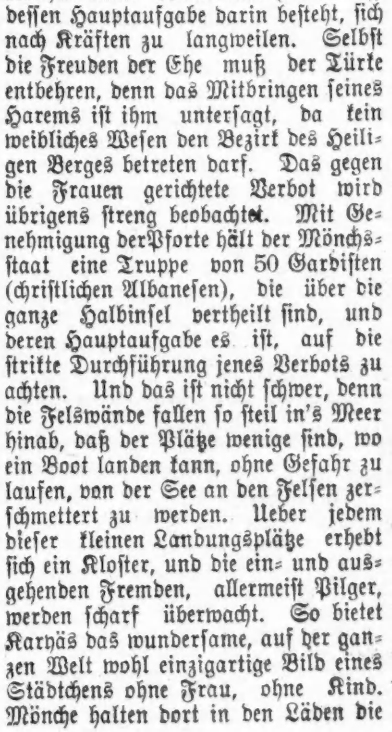 dessen Hauptaufgabe darin besteht, sich
nach Kräften zu langweilen. Selbst
die Freuden der Ehe muß der Türke
entbehren, denn das Mitbringen seines
Harems ist ihm untersagt, da kein
weibliches Wesen den Bezirk des Heili-
gen Berges betreten darf. Das gegen
die Frauen gerichtete Verbot wird
übrigens streng beobachtet. Mit Ge-
nehmigung der Pforte hält der Mönchs-
staat eine Truppe von 50 Gardisten
(christlichen Albanesen), die über die
ganze Halbinsel vertheilt sind, und
deren Hauptaufgabe es ist, auf die
strikte Durchführung jenes Verbots zu
achten. Und das ist nicht schwer, denn
die Felswände fallen so steil in's Meer
hinab, daß der Plätze wenige sind, wo
ein Boot landen kann, ohne Gefahr zu
laufen, von der See an den Felsen zer-
schmettert zu werden. Ueber jedem
dieser kleinen Landungsplätze erhebt
sich ein Kloster, und die ein- und aus-
gehenden Fremden, allermeist Pilger,
werden scharf überwacht. So bietet
Karyäs das wundersame, auf der gan-
zen Welt wohl einzigartige Bild eines
Städtchens ohne Frau, ohne Kind.
Mönche halten dort in den Läden die